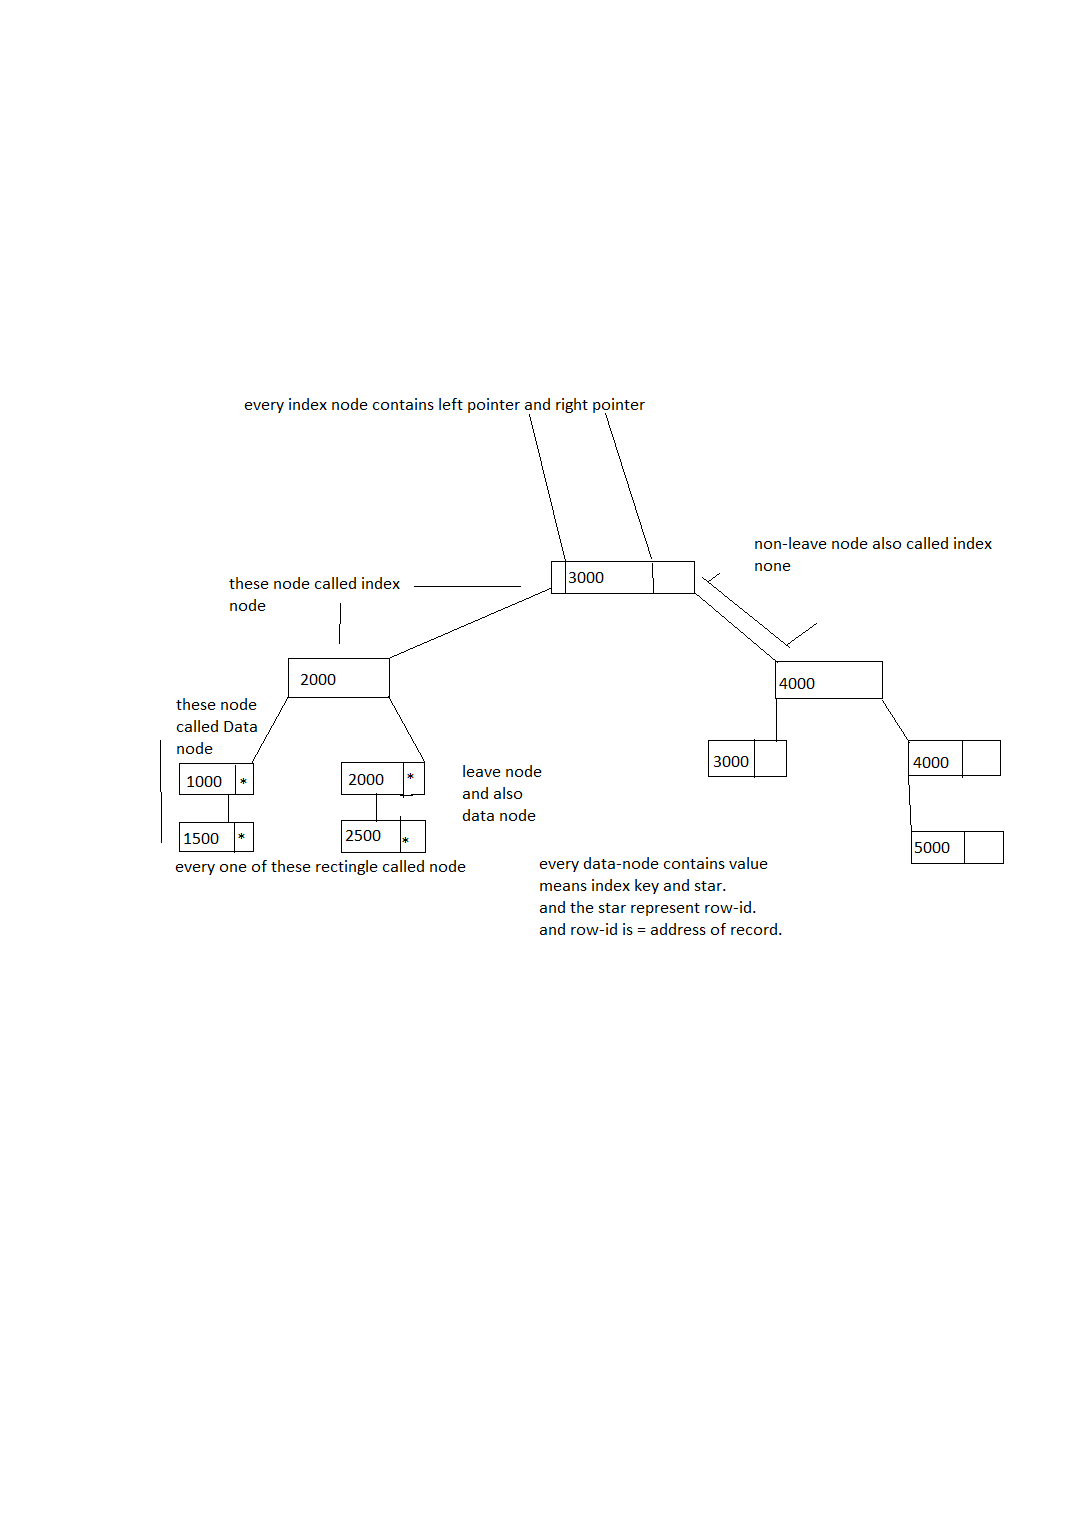 every index node contains left pointer and right pointer
non-leave node also called index
none
3000
these node called index
node
2000
4000
these node
called Data
node
1000 *
2000 *
leave node
and also
data node
3000
4000
1500 *
2500 *
5000
every one of these rectingle called node
every data-node contains value
means index key and star.
and the star represent row-id.
and row-id is = address of record.